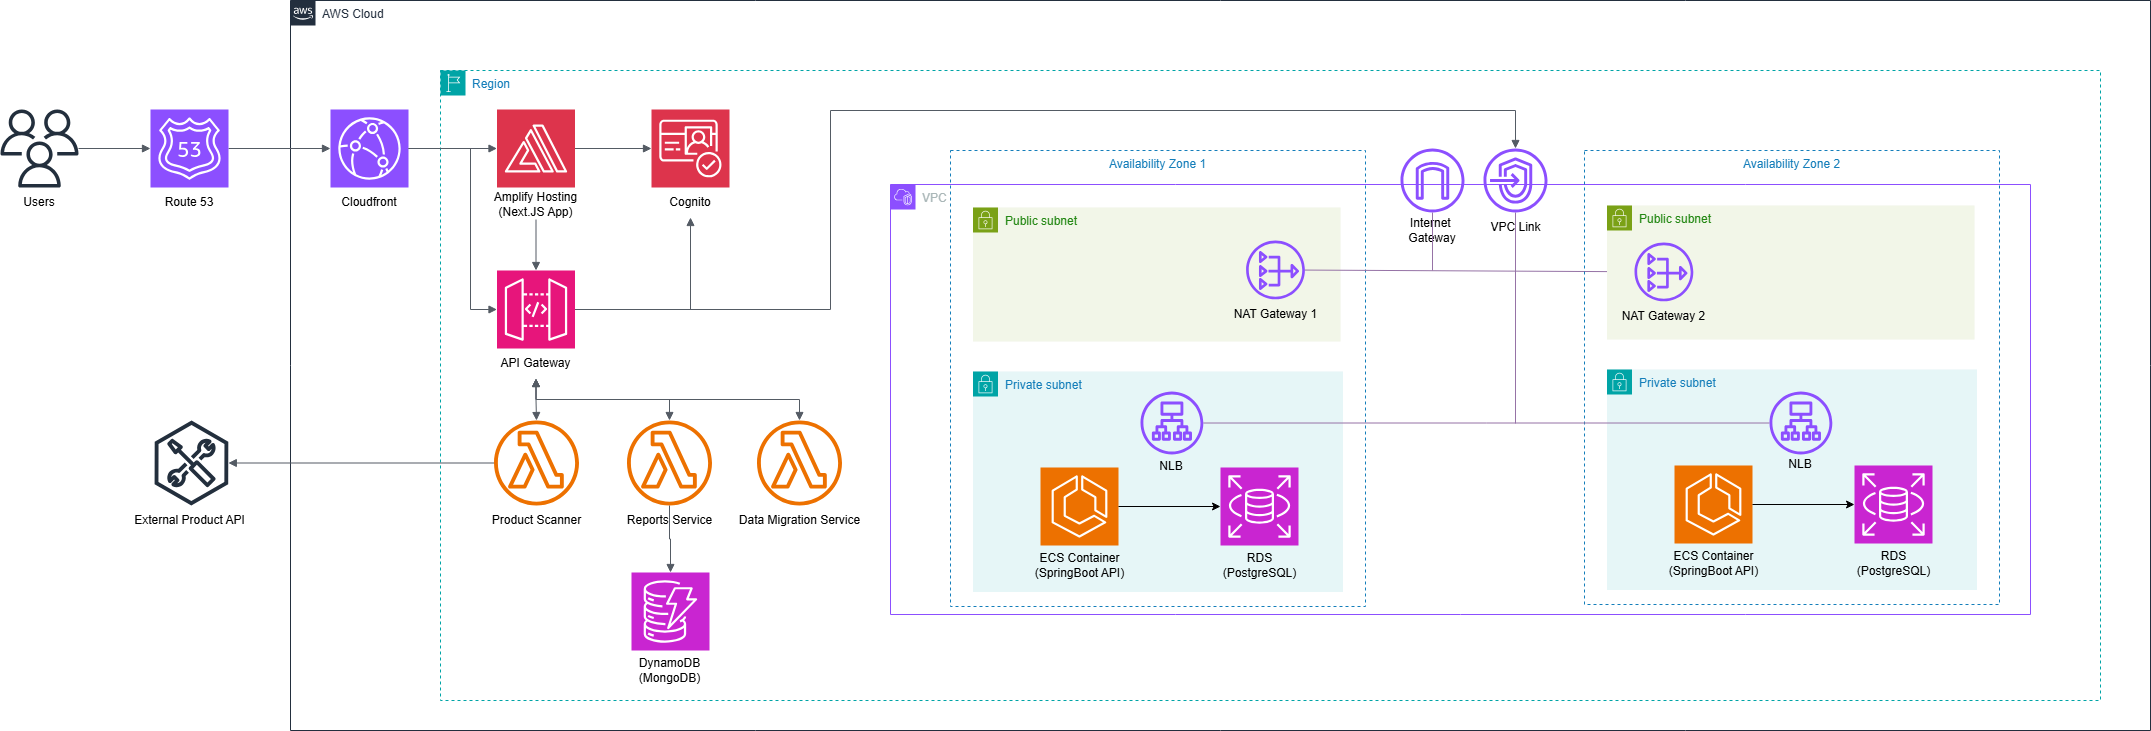 aws
AWS Cloud
Region
Users
53
Route 53
Cloudfront
Amplify Hosting
(Next.JS App)
Cognito
</>
API Gateway
External Product API
Product Scanner
Reports Service
Data Migration Service
DynamoDB
(MongoDB)
Availability Zone 1
VPC
Public subnet
NAT Gateway 1
Private subnet
NLB
ECS Container
(SpringBoot API)
RDS
(PostgreSQL)
Internet
Gateway
VPC Link
Availability Zone 2
Public subnet
NAT Gateway 2
Private subnet
NLB
ECS Container
(SpringBoot API)
RDS
(PostgreSQL)